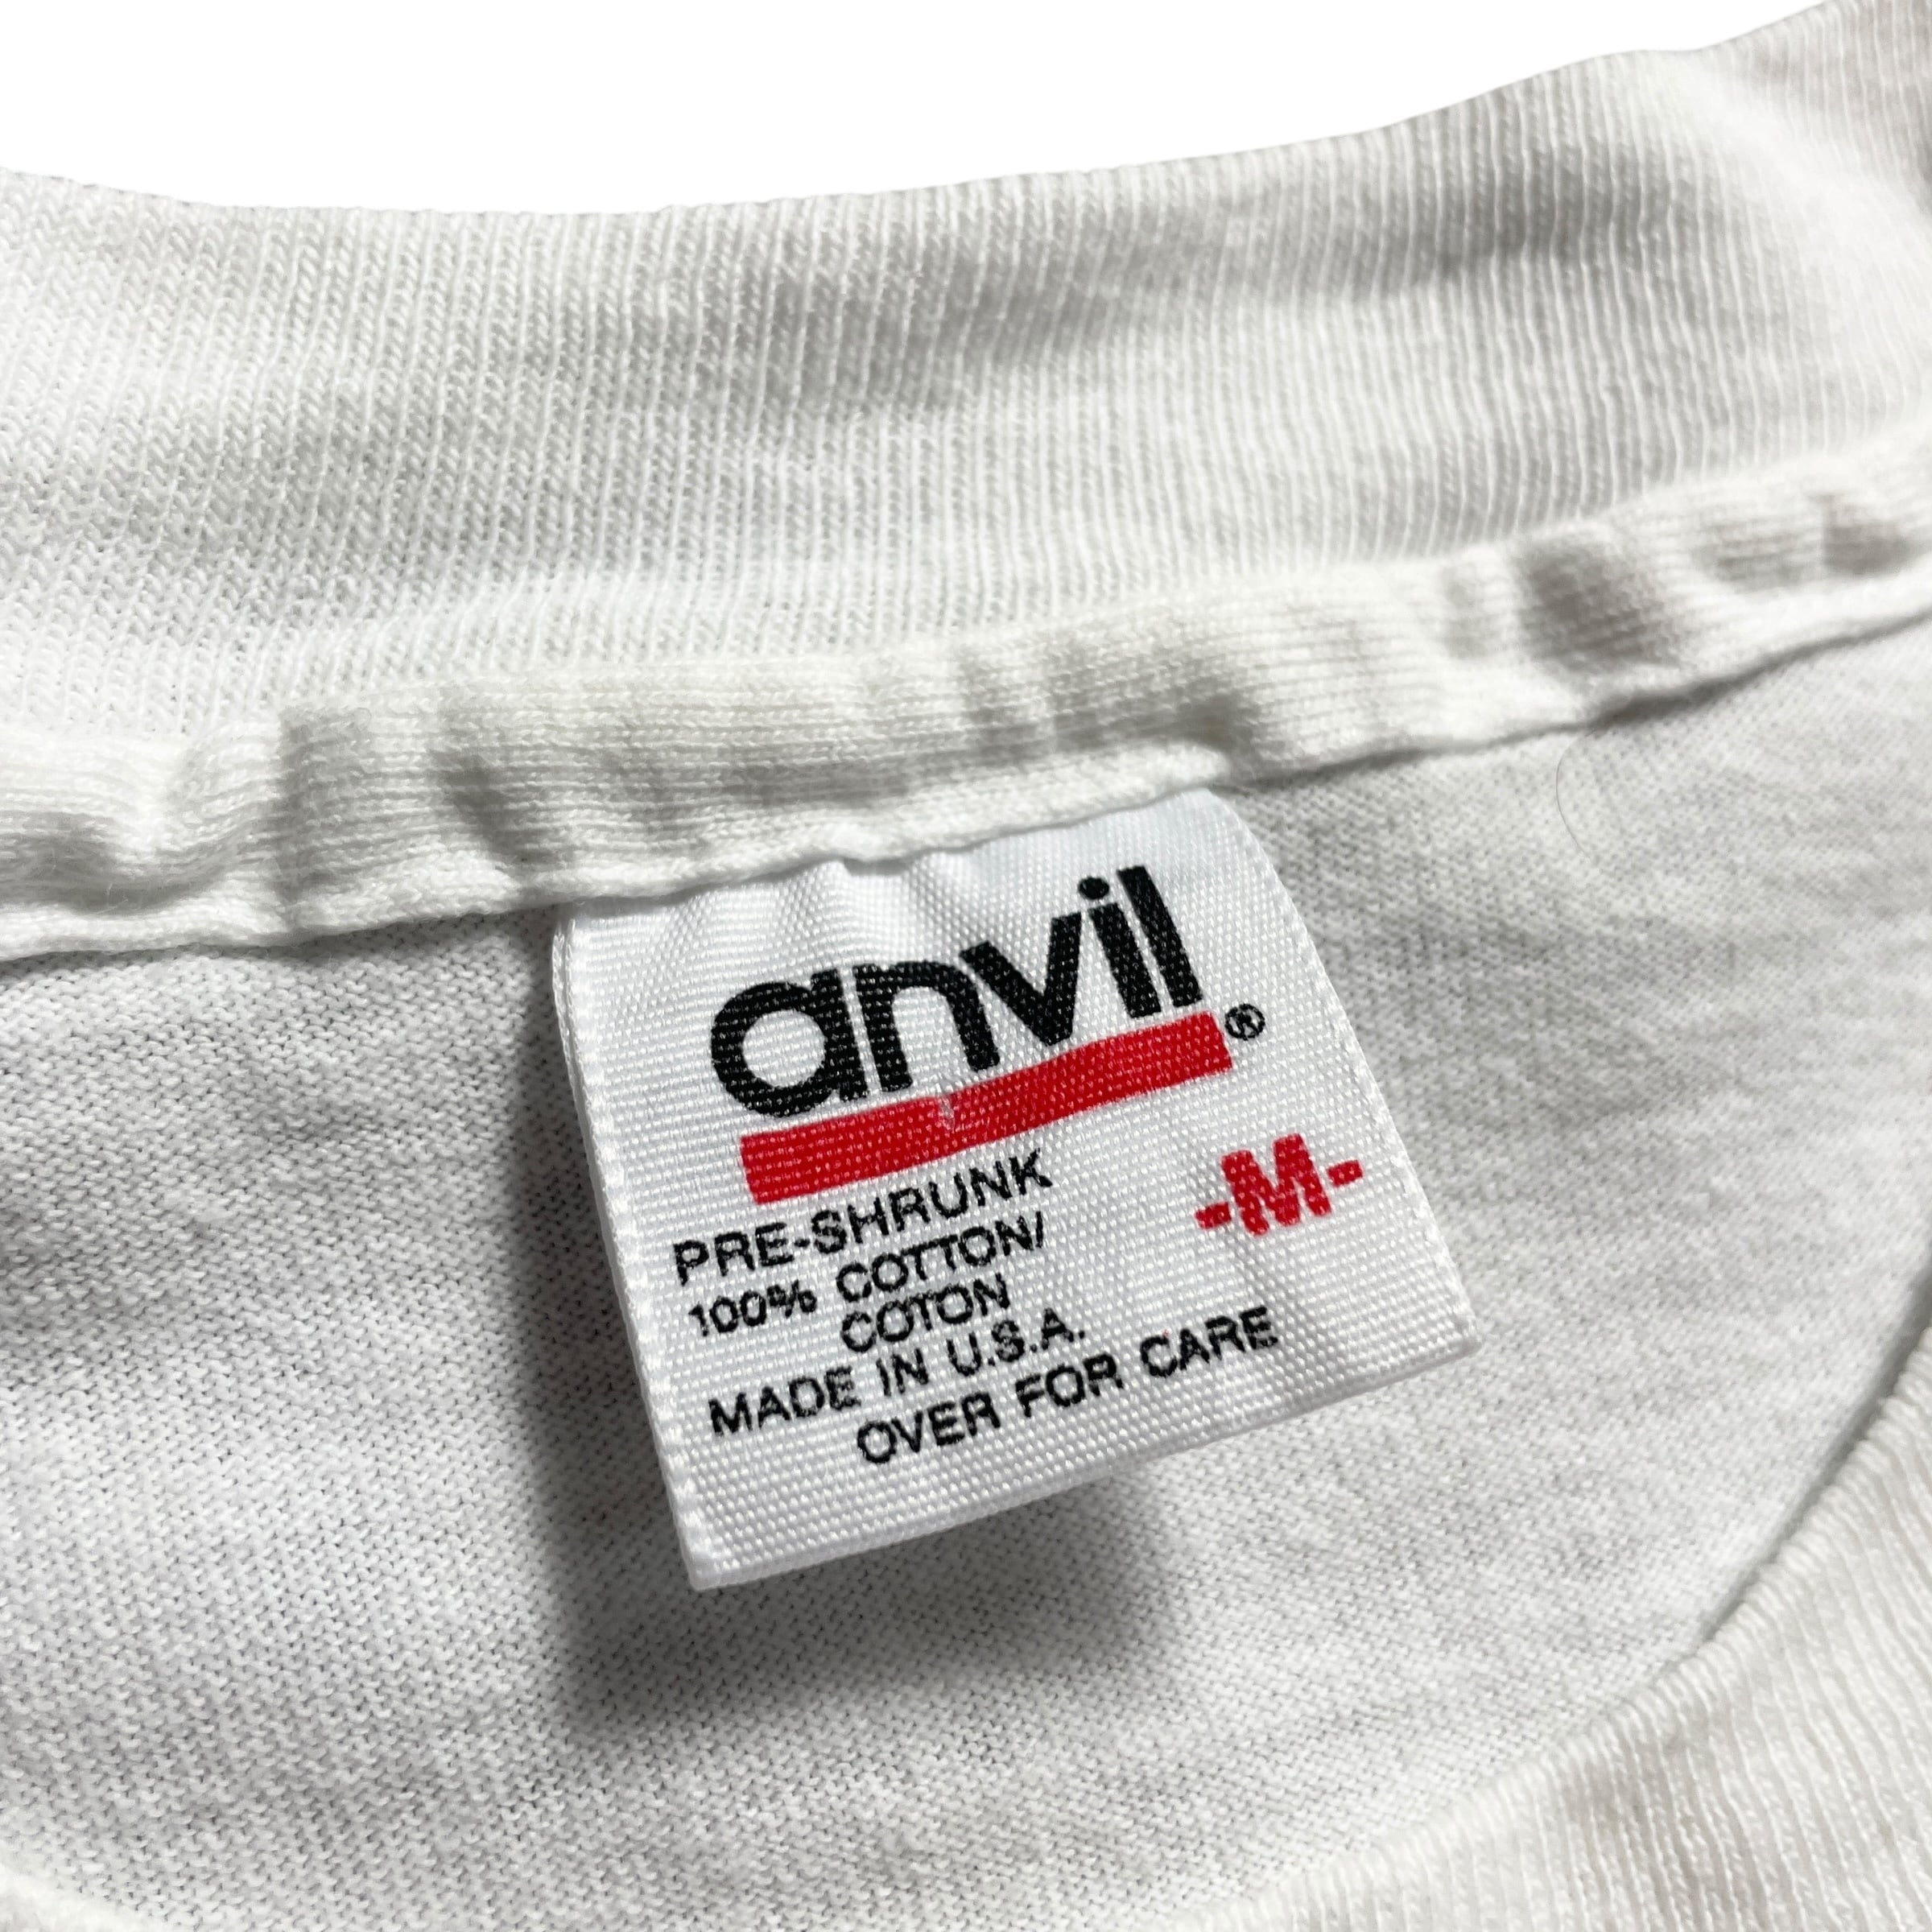 anvil®
-M-
PRE-SHRUNK
100% COTTON/
COTON
MADE IN U.S.A.
OVER FOR CARE